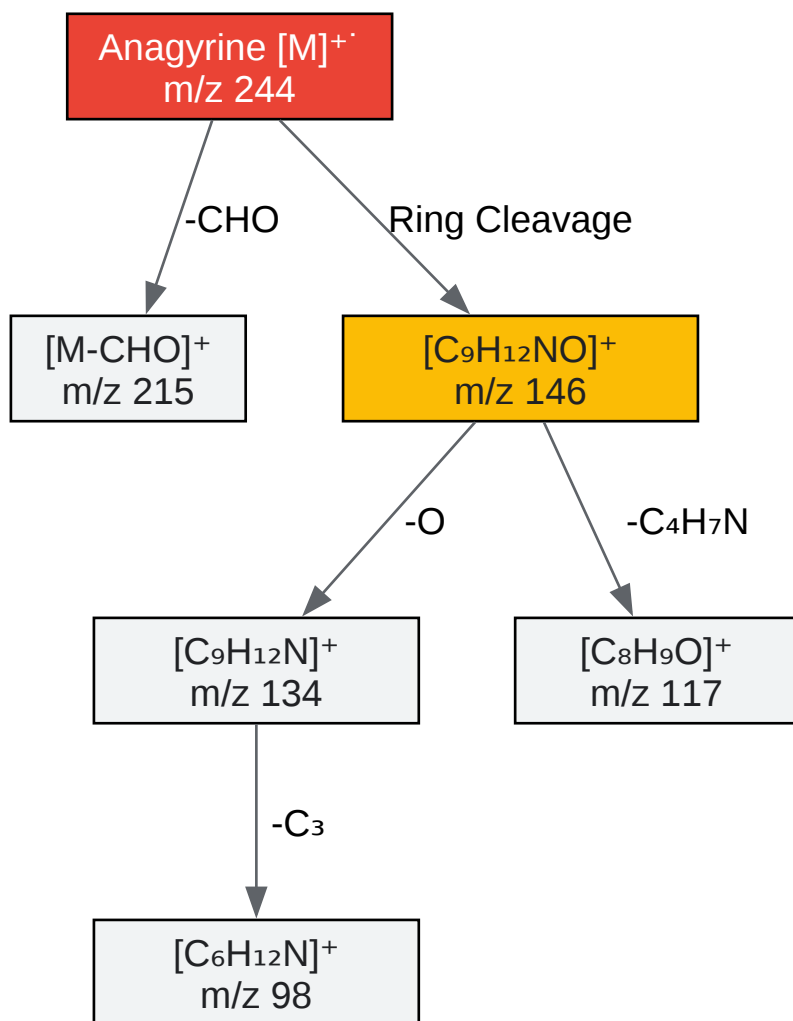 Anagyrine [M]⁺˙
m/z 244
-CHO
Ring Cleavage
[M-CHO]⁺
m/z 215
[C₉H₁₂NO]⁺
m/z 146
-O
-C₄H₇N
[C₉H₁₂N]⁺
m/z 134
[C₈H₉O]⁺
m/z 117
-C₃
[C₆H₁₂N]⁺
m/z 98